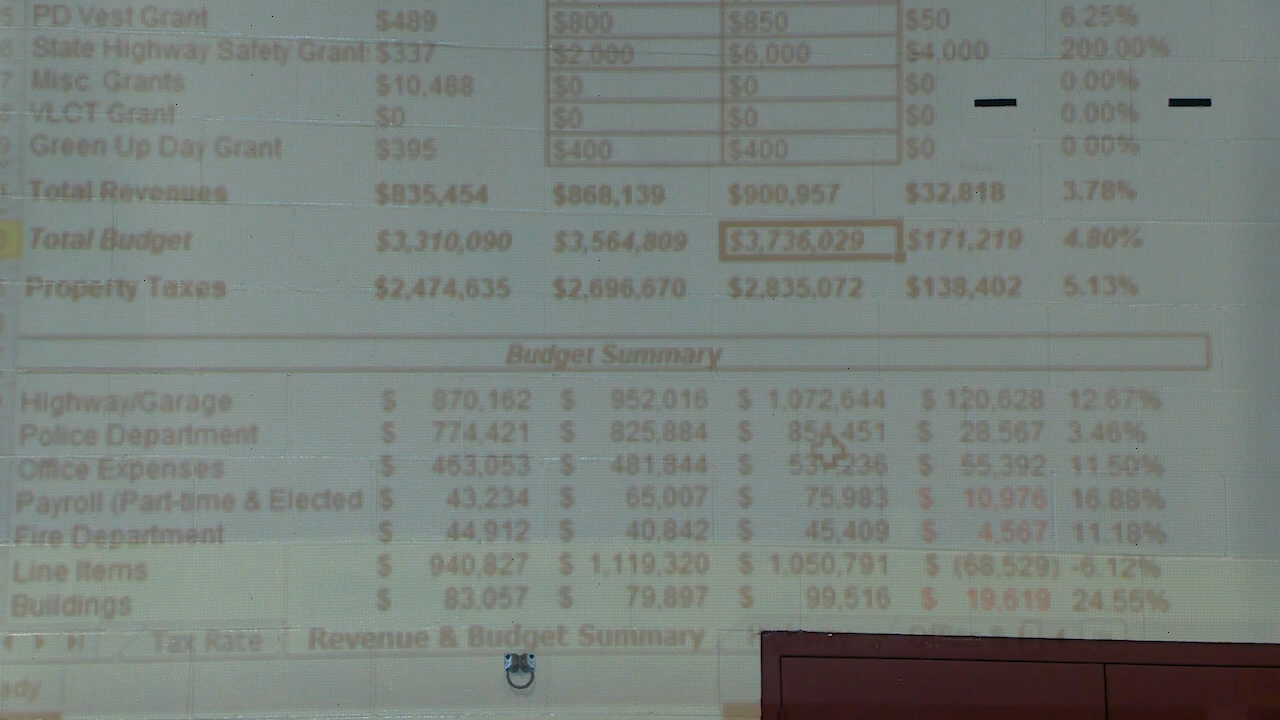 5 PD Vest Grant $489 $800 $850 $50 6.25%
State Highway Safety Grant $337 $2,000 $6,000 $4,000 200.00%
7 Misc. Grants $10,488 $0 $0 $0 0.00%
VLCT Grant $0 $0 $0 $0 0.00%
9 Green Up Day Grant $395 $400 $400 $0 0.00%
Total Revenues $835,454 $868,139 $900,957 $32,818 3.78%
Total Budget $3,310,090 $3,564,809 $3,736,029 $171,219 4.80%
Property Taxes $2,474,635 $2,696,670 $2,835,072 $138,402 5.13%
Budget Summary
Highway/Garage $ 870,162 $ 952,016 $ 1,072,644 $ 120,628 12.67%
Police Department $ 774,421 $ 825,884 $ 854,451 $ 28,567 3.46%
Office Expenses $ 463,053 $ 481,844 $ 537,236 $ 55,392 11.50%
Payroll (Part-time & Elected $ 43,234 $ 65,007 $ 75,983 $ 10,976 16.88%
Fire Department $ 44,912 $ 40,842 $ 45,409 $ 4,567 11.18%
Line Items $ 940,827 $ 1,119,320 $ 1,050,791 $ (68,529) -6.12%
Buildings $ 83,057 $ 79,897 $ 99,516 $ 19,619 24.55%
Tax Rate Revenue & Budget Summary
ady